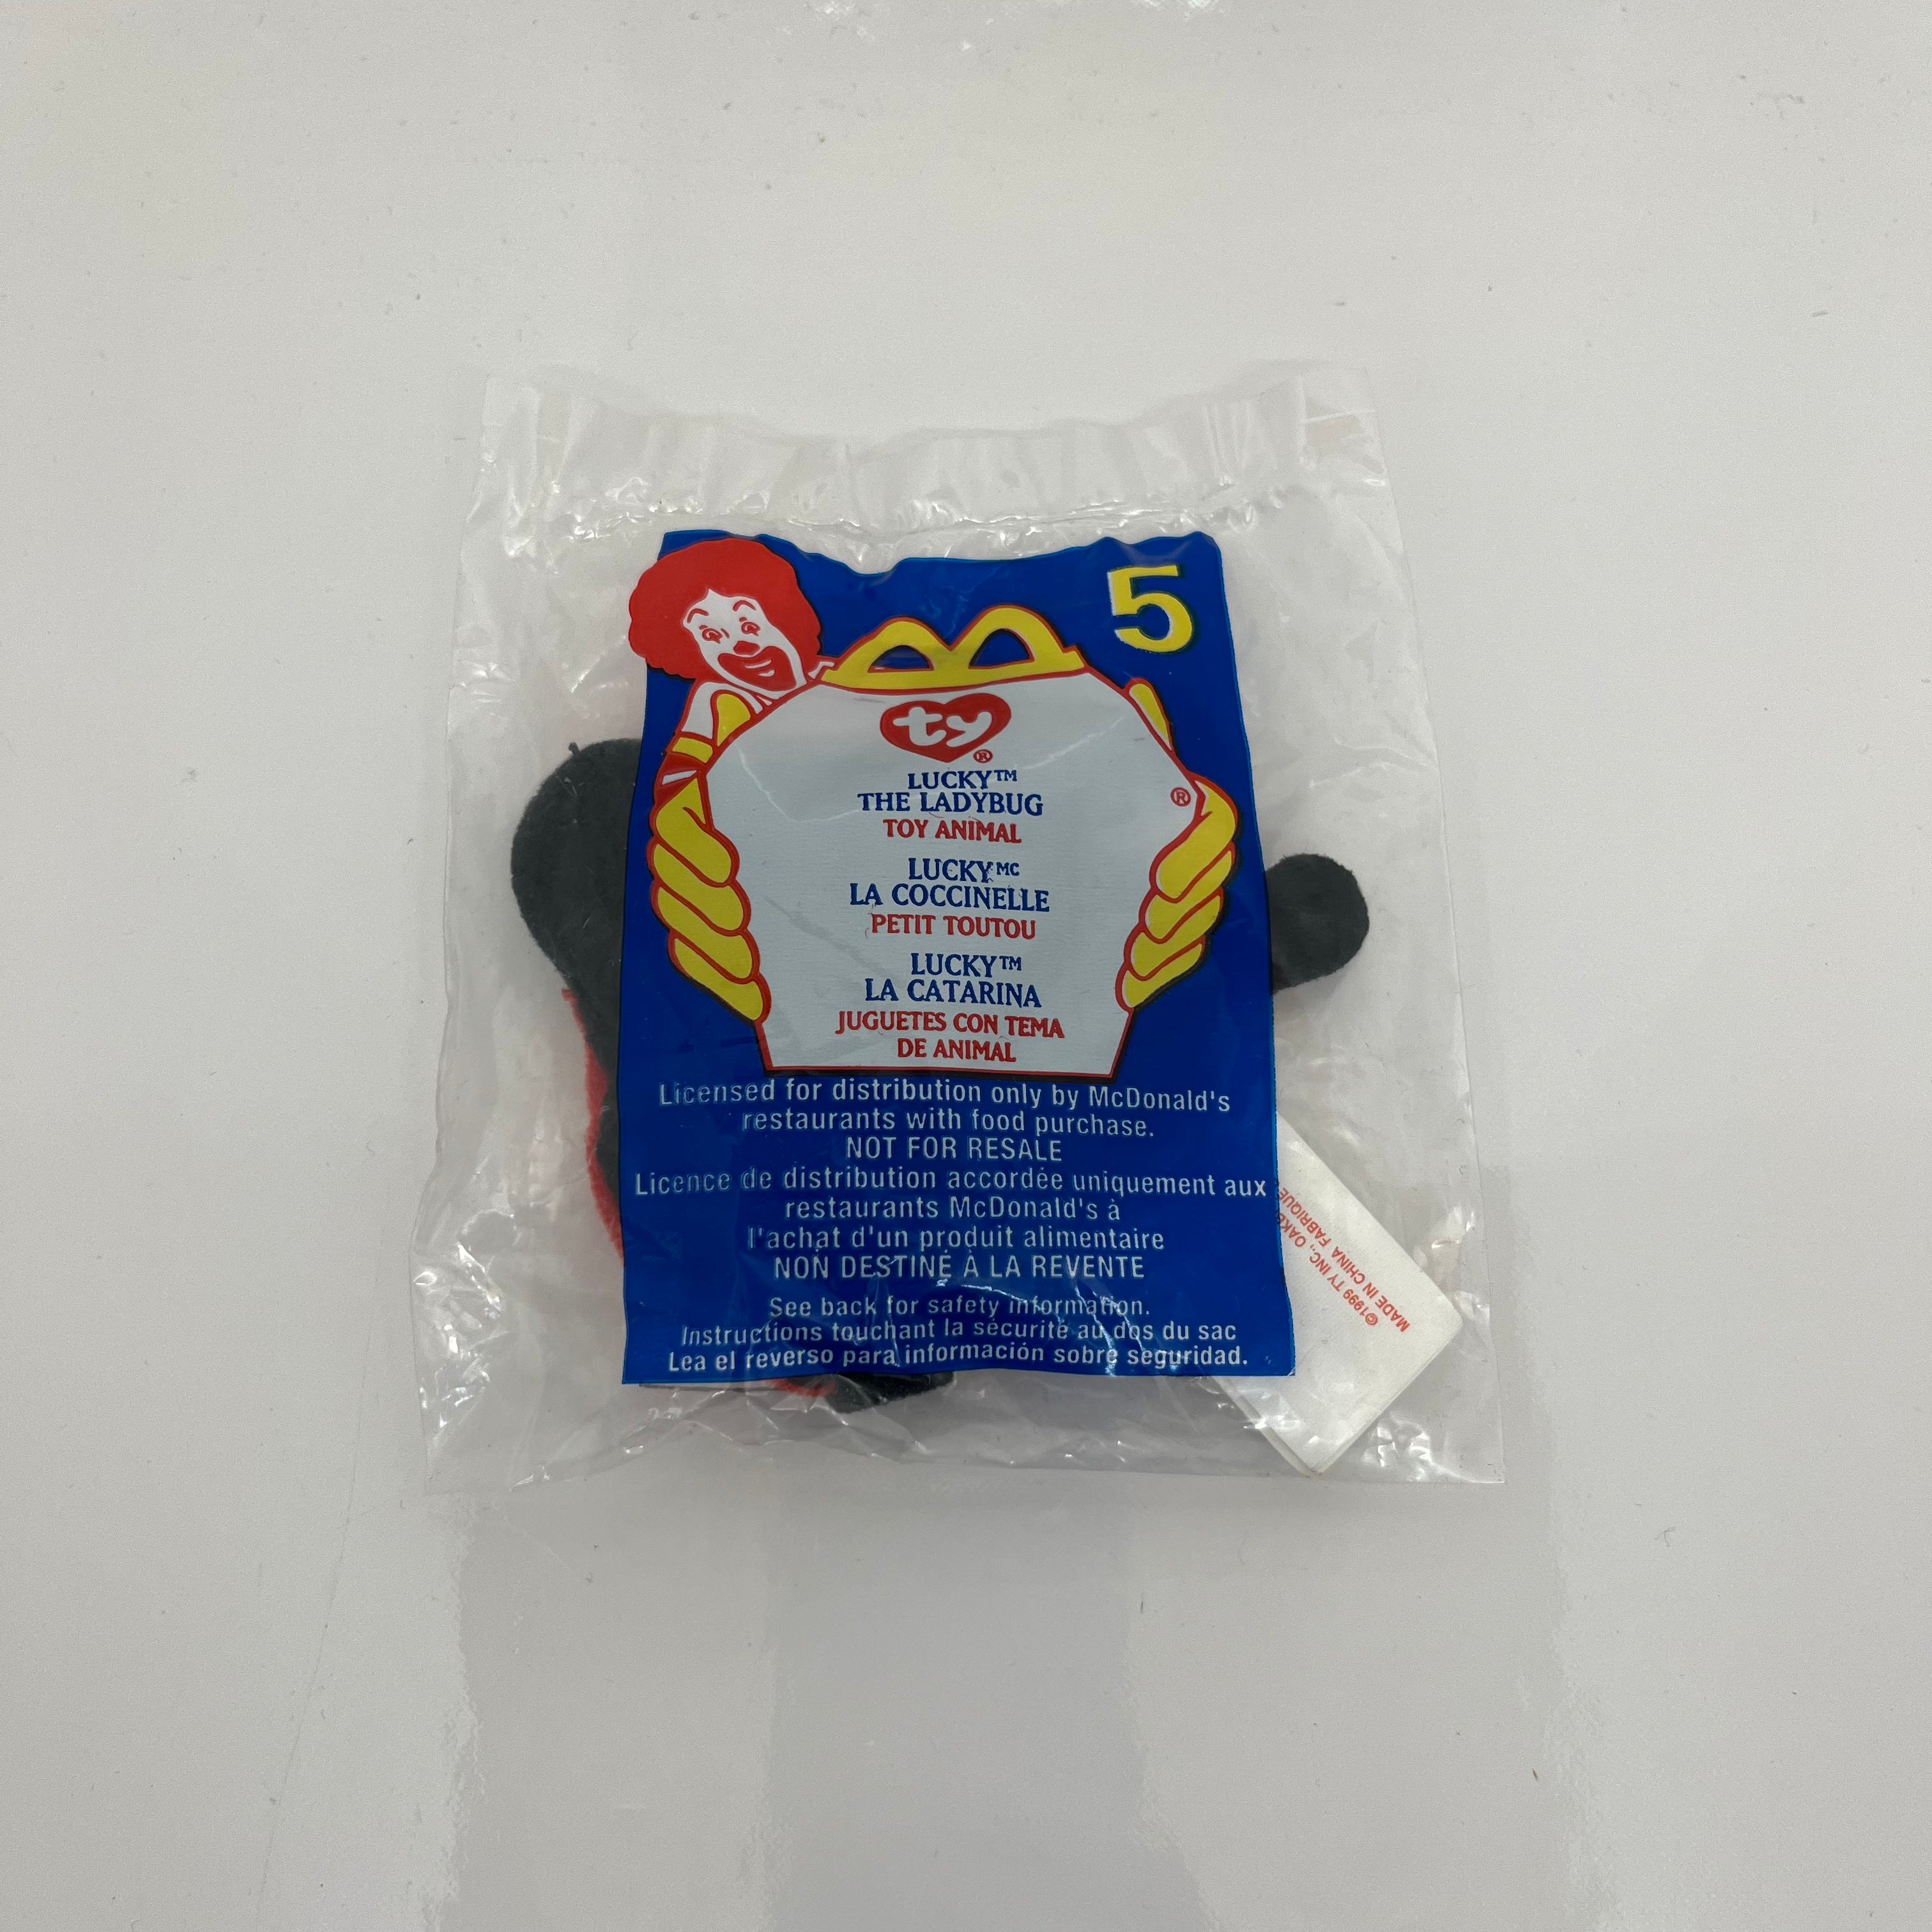 5
ty®
LUCKY™
THE LADYBUG
TOY ANIMAL
®
LUCKY MC
LA COCCINELLE
PETIT TOUTOU
LUCKY™
LA CATARINA
JUGUETES CON TEMA
DE ANIMAL
Licensed for distribution only by McDonald's
restaurants with food purchase.
NOT FOR RESALE
Licence de distribution accordée uniquement aux
restaurants McDonald's à
l'achat d'un produit alimentaire
NON DESTINÉ À LA REVENTE
See back for safety information.
Instructions touchant la sécurité au dos du sac
Lea el reverso para información sobre seguridad.
©1999 TY INC.,
MADE IN CHINA